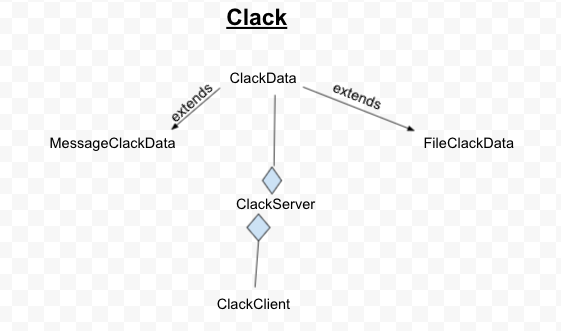 Clack
ClackData
extends
extends
MessageClackData
FileClackData
ClackServer
ClackClient